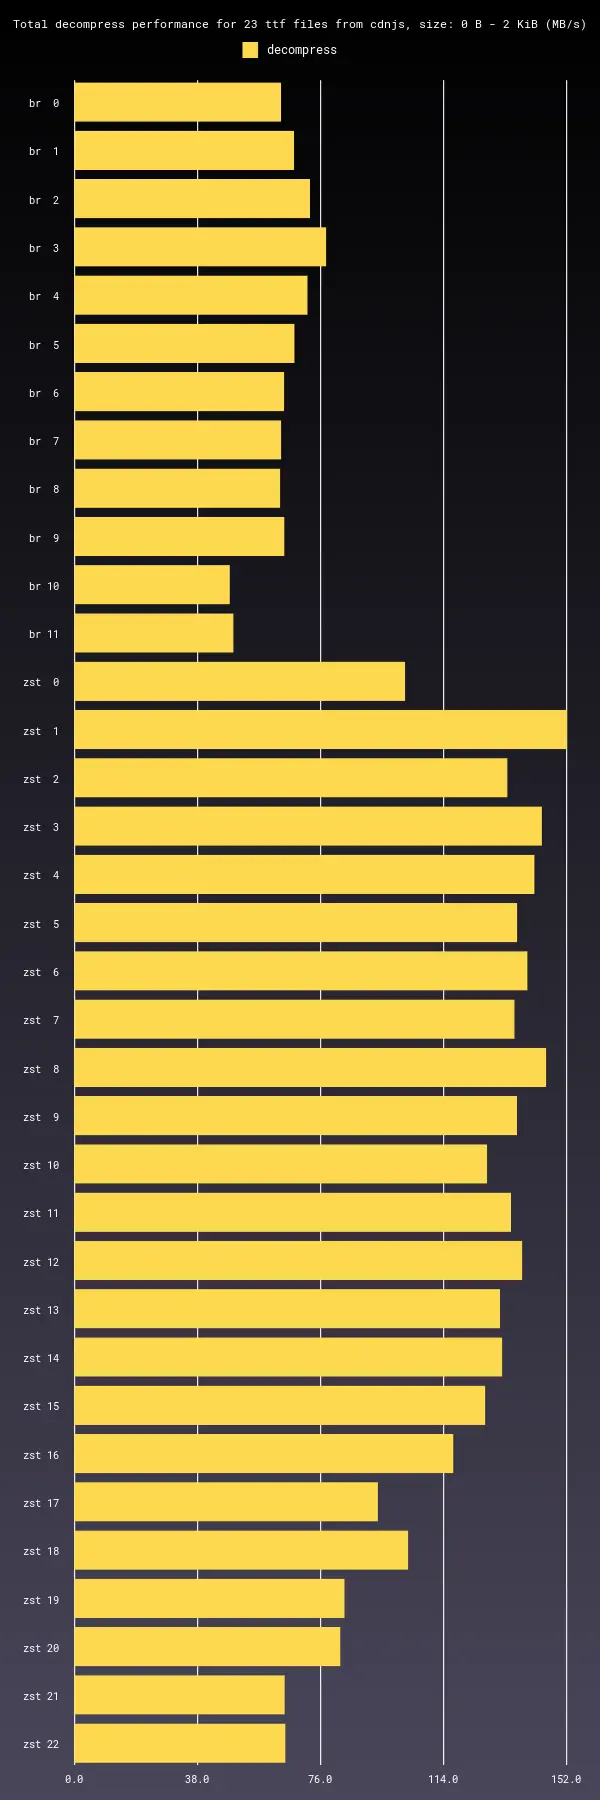 Total decompress performance for 23 ttf files from cdnjs, size: 0 B - 2 KiB (MB/s)
decompress
br 0
br 1
br 2
br 3
br 4
br 5
br 6
br 7
br 8
br 9
br 10
br 11
zst 0
zst 1
zst 2
zst 3
zst 4
zst 5
zst 6
zst 7
zst 8
zst 9
zst 10
zst 11
zst 12
zst 13
zst 14
zst 15
zst 16
zst 17
zst 18
zst 19
zst 20
zst 21
zst 22
0.0 38.0 76.0 114.0 152.0